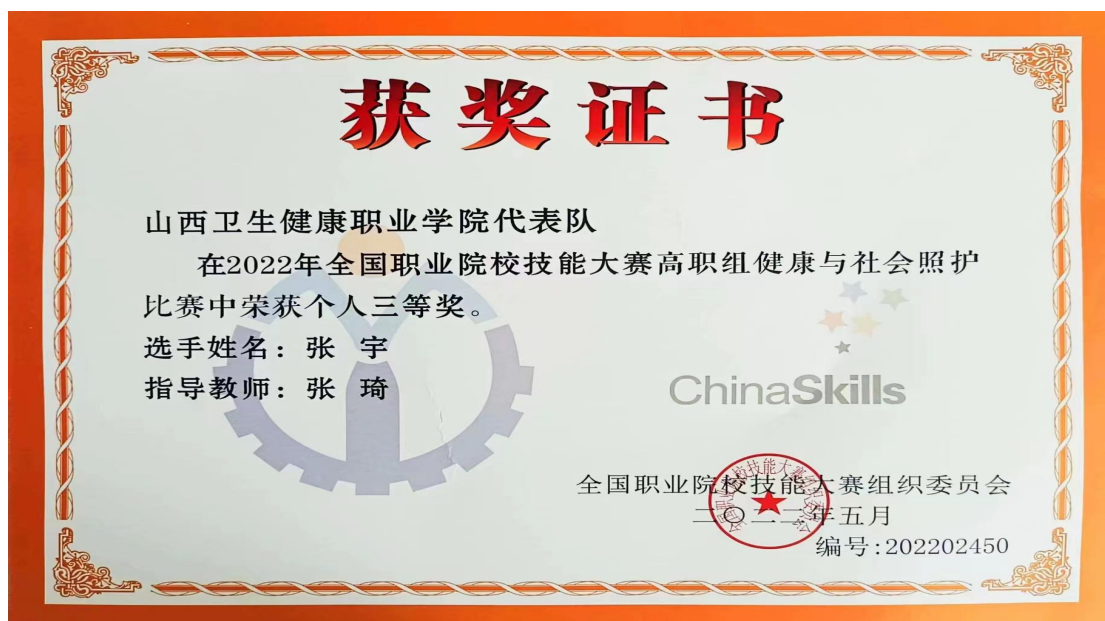 获奖证书
山西卫生健康职业学院代表队
在2022年全国职业院校技能大赛高职组健康与社会照护
比赛中荣获个人三等奖。
选手姓名：张 宇
指导教师：张 琦
ChinaSkills
全国职业院校技能大赛组织委员会
二〇二二年五月
编号:202202450